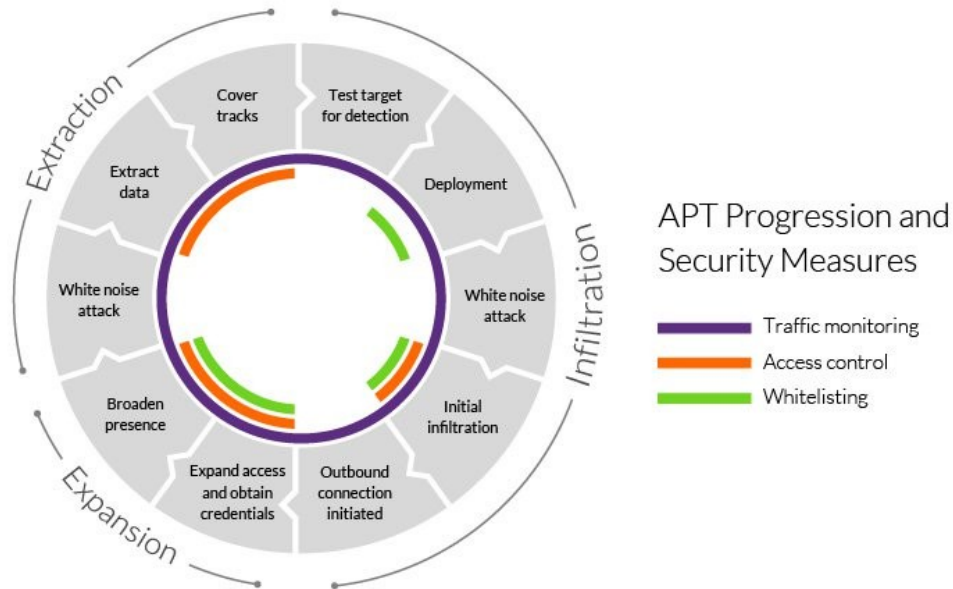 Extraction
Cover
tracks
Test target
for detection
Extract
data
Deployment
Infiltration
White noise
attack
White noise
attack
Broaden
presence
Initial
infiltration
Expansion
Expand access
and obtain
credentials
Outbound
connection
initiated
APT Progression and
Security Measures
Traffic monitoring
Access control
Whitelisting